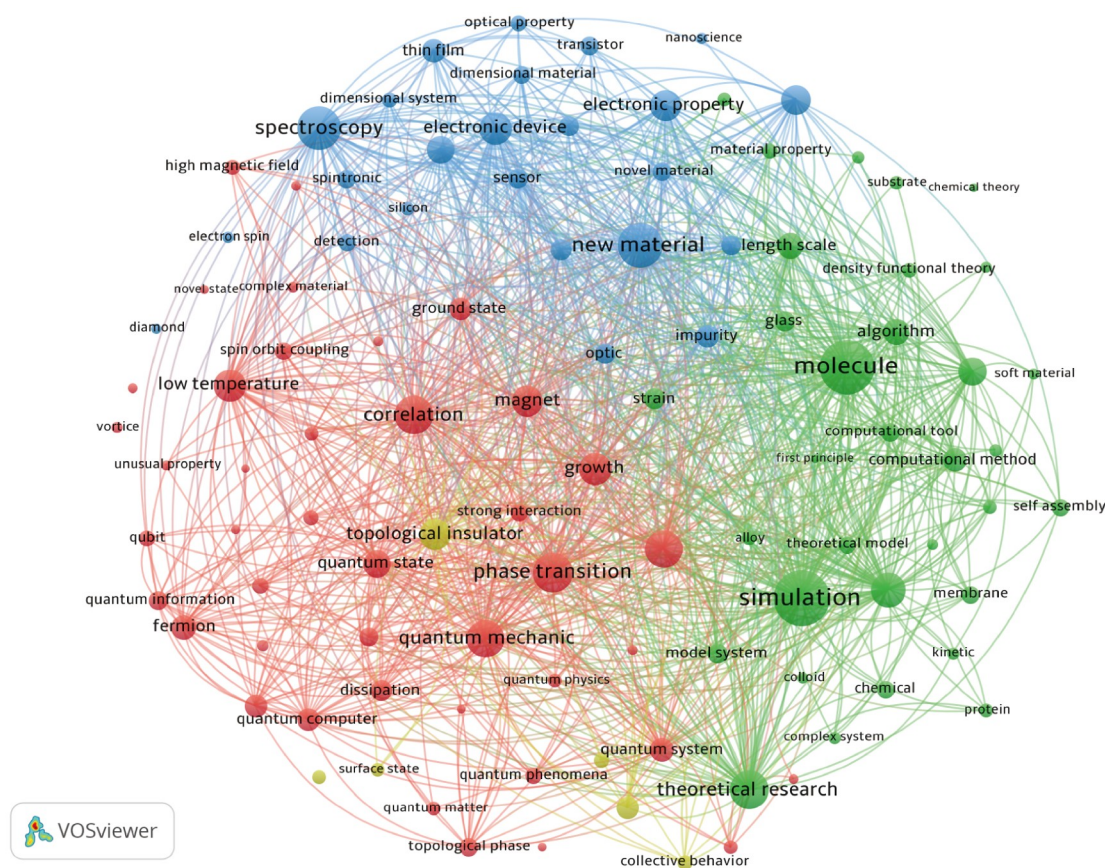 optical property
transistor
nanoscience
thin film
dimensional material
dimensional system
electronic property
spectroscopy
electronic device
material property
high magnetic field
novel material
spintronic
sensor
substrate
chemical theory
silicon
electron spin
detection
new material
length scale
density functional theory
novel state
complex material
ground state
diamond
glass
algorithm
impurity
spin orbit coupling
optic
molecule
soft material
low temperature
magnet
strain
correlation
vortice
computational tool
unusual property
growth
first principle
computational method
strong interaction
self assembly
qubit
topological insulator
alloy
theoretical model
quantum state
phase transition
simulation
membrane
quantum information
fermion
quantum mechanic
model system
kinetic
quantum physics
colloid
dissipation
chemical
protein
quantum computer
complex system
quantum system
surface state
quantum phenomena
theoretical research
quantum matter
VOSviewer
topological phase
collective behavior